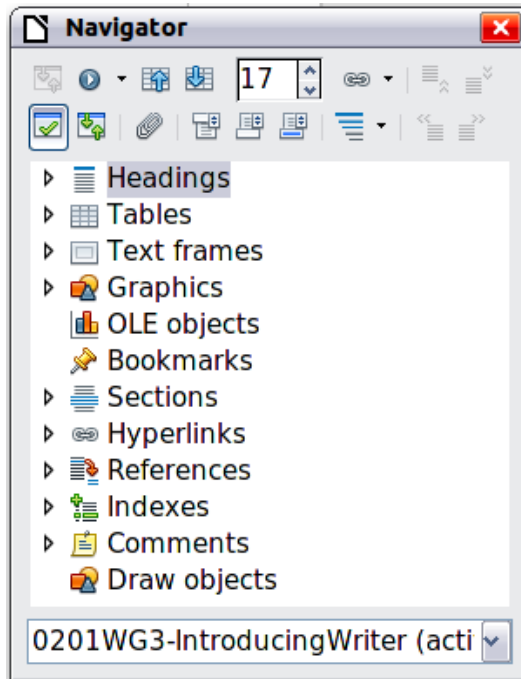 Navigator
17
Headings
Tables
Text frames
Graphics
OLE objects
Bookmarks
Sections
Hyperlinks
References
Indexes
Comments
Draw objects
0201WG3-IntroducingWriter (acti